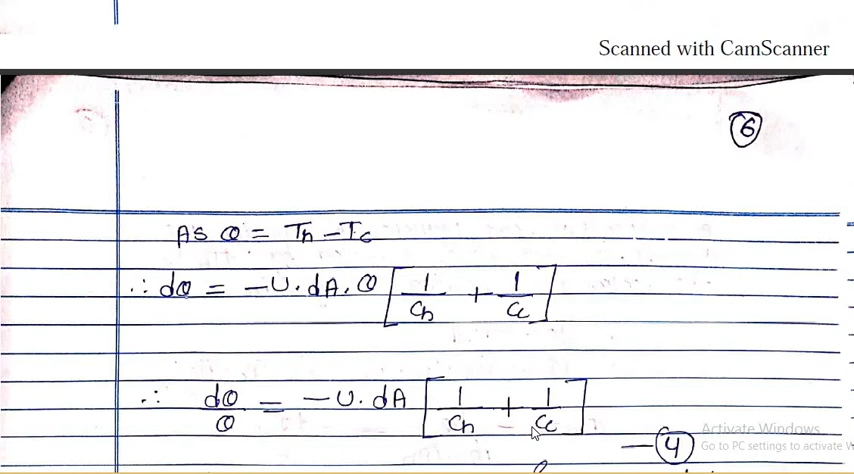 Scanned with CamScanner
6
As θ = Th - Tc
∴ dθ = -U.dA.θ [1/Ch + 1/Cc]
∴ dθ/θ = -U.dA [1/Ch + 1/Cc]
— 4
Activate Windows
Go to PC settings to activate W